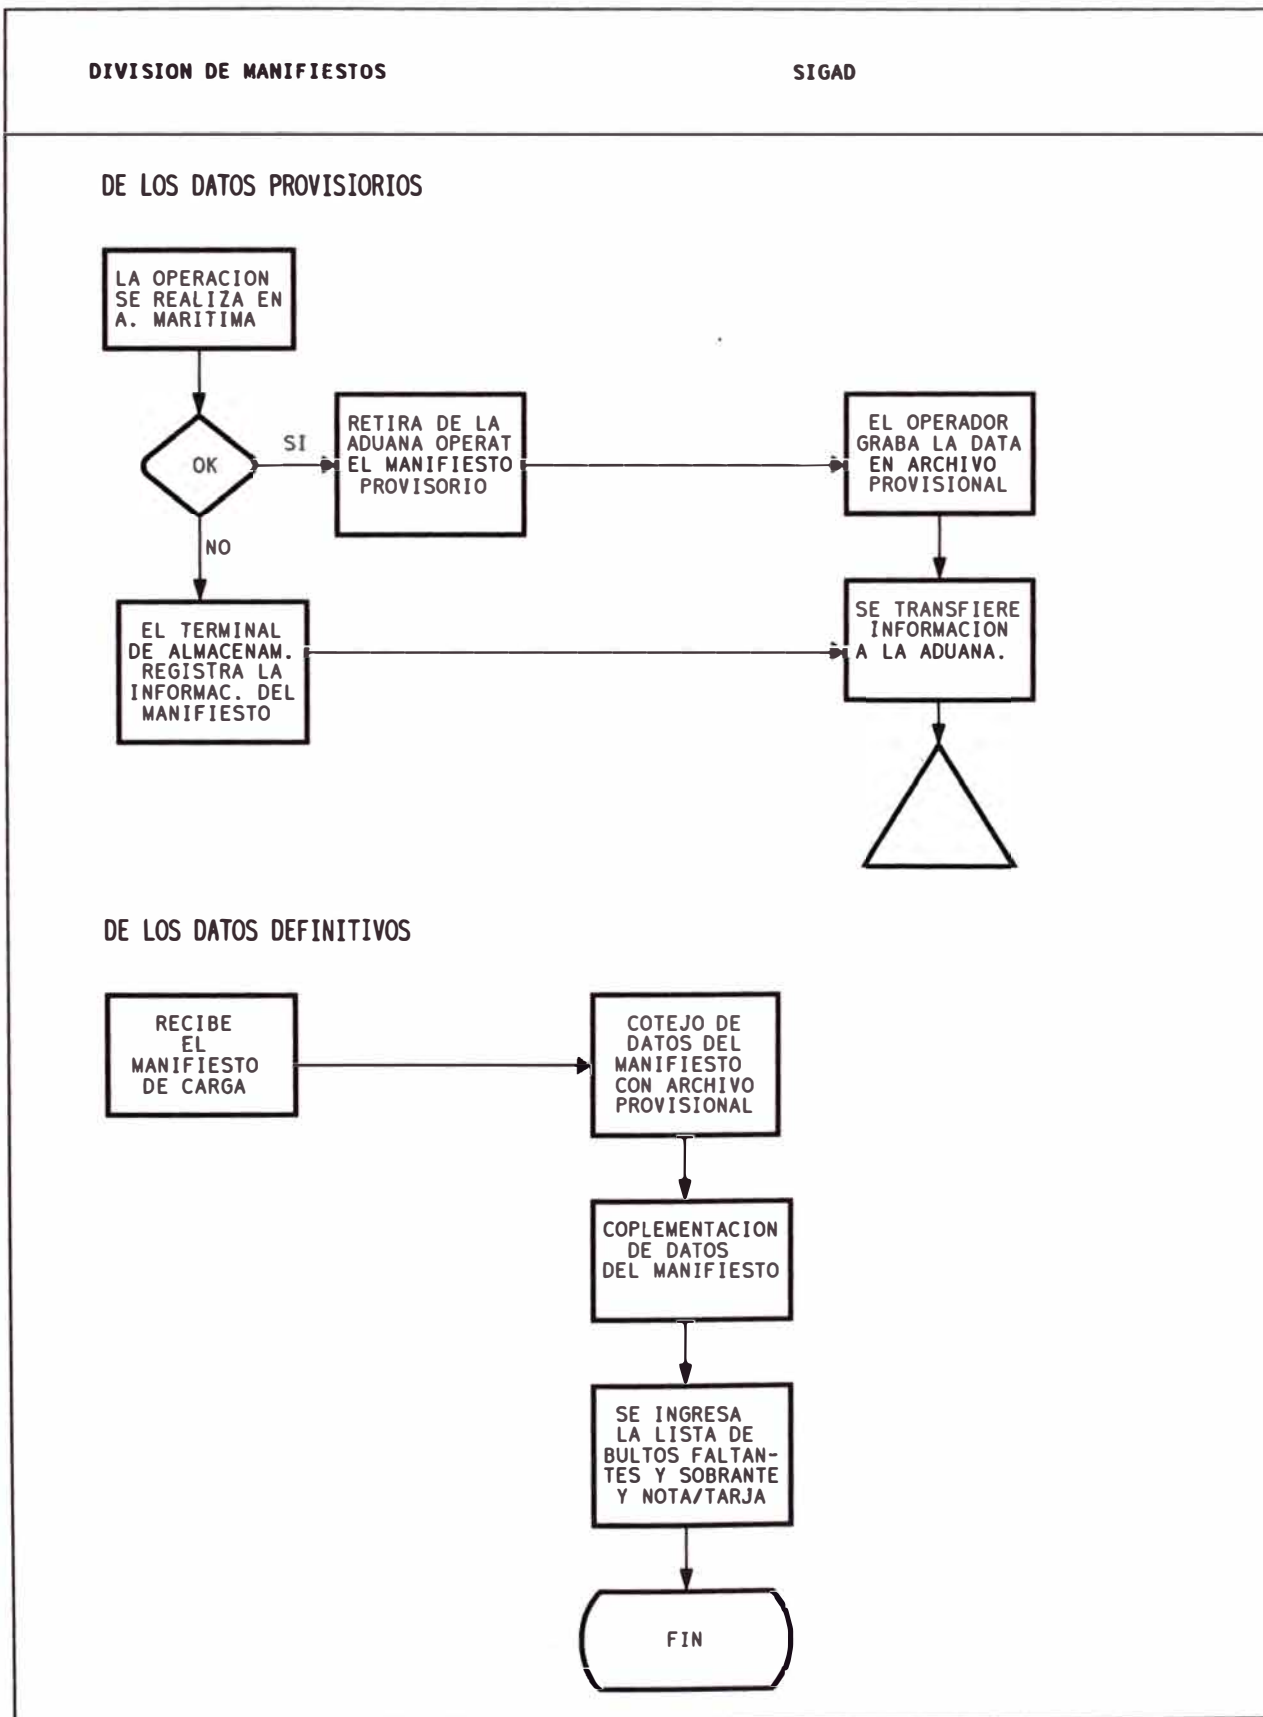 DIVISION DE MANIFIESTOS
SIGAD
DE LOS DATOS PROVISIORIOS
LA OPERACION
SE REALIZA EN
A. MARITIMA
OK
SI
NO
RETIRA DE LA
ADUANA OPERAT
EL MANIFIESTO
PROVISORIO
EL OPERADOR
GRABA LA DATA
EN ARCHIVO
PROVISIONAL
EL TERMINAL
DE ALMACENAM.
REGISTRA LA
INFORMAC. DEL
MANIFIESTO
SE TRANSFIERE
INFORMACION
A LA ADUANA.
DE LOS DATOS DEFINITIVOS
RECIBE
EL
MANIFIESTO
DE CARGA
COTEJO DE
DATOS DEL
MANIFIESTO
CON ARCHIVO
PROVISIONAL
COPLEMENTACION
DE DATOS
DEL MANIFIESTO
SE INGRESA
LA LISTA DE
BULTOS FALTAN-
TES Y SOBRANTE
Y NOTA/TARJA
FIN